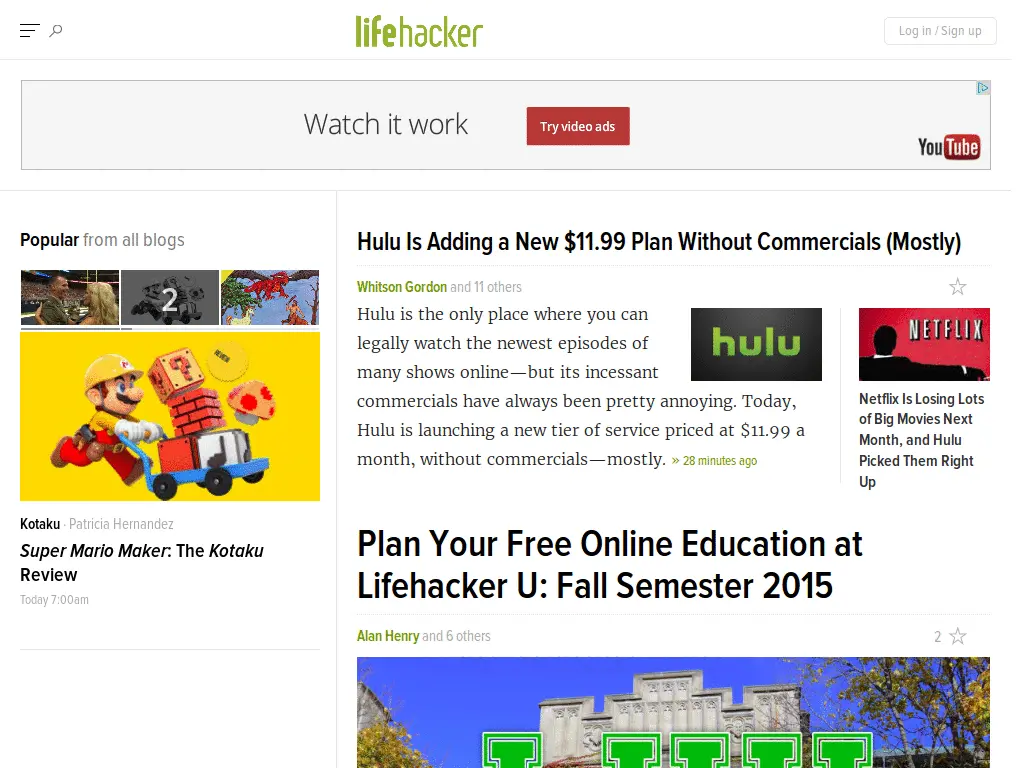 lifehacker
Log in / Sign up
Watch it work
Try video ads
YouTube
Popular from all blogs
2
Kotaku · Patricia Hernandez
Super Mario Maker: The Kotaku
Review
Today 7:00am
Hulu Is Adding a New $11.99 Plan Without Commercials (Mostly)
Whitson Gordon and 11 others
Hulu is the only place where you can
legally watch the newest episodes of
many shows online—but its incessant
commercials have always been pretty annoying. Today,
Hulu is launching a new tier of service priced at $11.99 a
month, without commercials—mostly. » 28 minutes ago
hulu
NETFLIX
Netflix Is Losing Lots
of Big Movies Next
Month, and Hulu
Picked Them Right
Up
Plan Your Free Online Education at
Lifehacker U: Fall Semester 2015
Alan Henry and 6 others
2